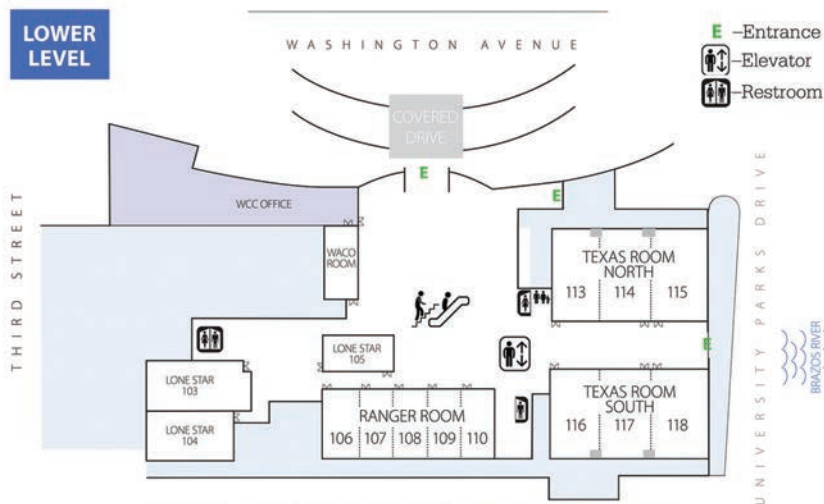 LOWER
LEVEL
WASHINGTON AVENUE
E –Entrance
–Elevator
–Restroom
COVERED
DRIVE
E
E
THIRD STREET
WCC OFFICE
WACO
ROOM
TEXAS ROOM
NORTH
113 114 115
UNIVERSITY PARKS DRIVE
BRAZOS RIVER
E
LONE STAR
105
LONE STAR
103
LONE STAR
104
RANGER ROOM
106 107 108 109 110
TEXAS ROOM
SOUTH
116 117 118